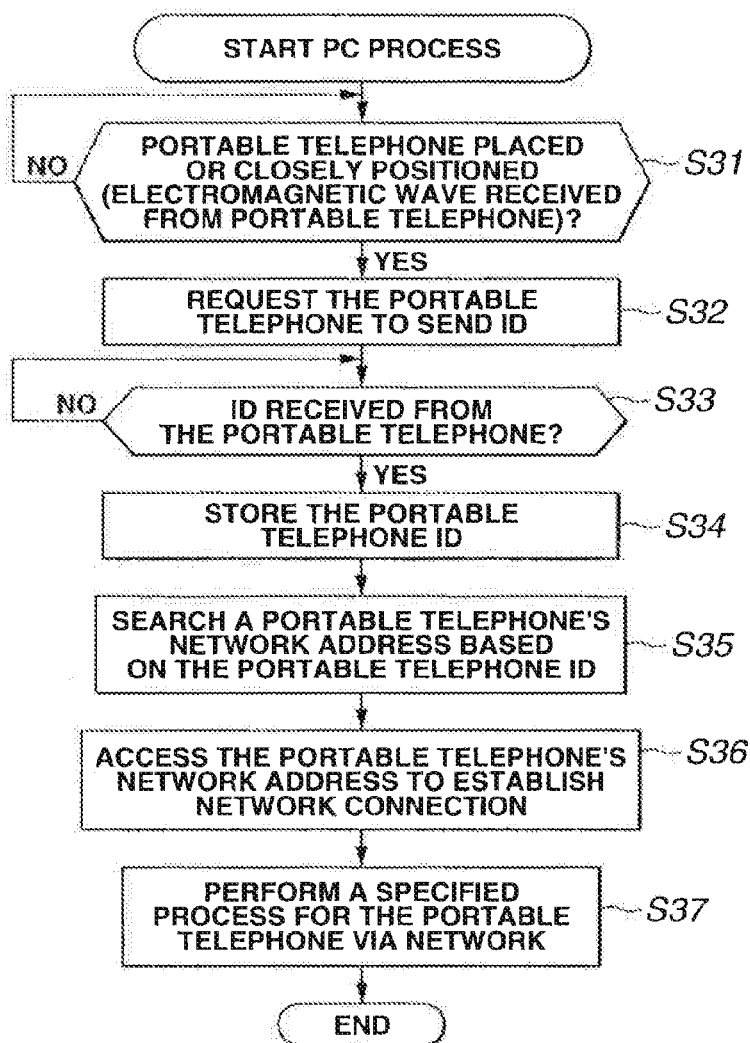 START PC PROCESS
PORTABLE TELEPHONE PLACED
OR CLOSELY POSITIONED
(ELECTROMAGNETIC WAVE RECEIVED
FROM PORTABLE TELEPHONE)?
S31
NO
YES
REQUEST THE PORTABLE
TELEPHONE TO SEND ID
S32
ID RECEIVED FROM
THE PORTABLE TELEPHONE?
S33
NO
YES
STORE THE PORTABLE
TELEPHONE ID
S34
SEARCH A PORTABLE TELEPHONE'S
NETWORK ADDRESS BASED
ON THE PORTABLE TELEPHONE ID
S35
ACCESS THE PORTABLE TELEPHONE'S
NETWORK ADDRESS TO ESTABLISH
NETWORK CONNECTION
S36
PERFORM A SPECIFIED
PROCESS FOR THE PORTABLE
TELEPHONE VIA NETWORK
S37
END